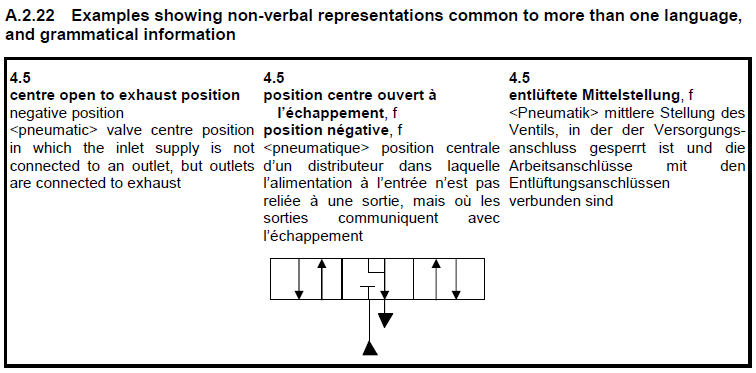 A.2.22 Examples showing non-verbal representations common to more than one language,
and grammatical information
4.5
centre open to exhaust position
negative position
<pneumatic> valve centre position
in which the inlet supply is not
connected to an outlet, but outlets
are connected to exhaust
4.5
position centre ouvert à
l'échappement, f
position négative, f
<pneumatique> position centrale
d'un distributeur dans laquelle
l'alimentation à l'entrée n'est pas
reliée à une sortie, mais où les
sorties communiquent avec
l'échappement
4.5
entlüftete Mittelstellung, f
<Pneumatik> mittlere Stellung des
Ventils, in der der Versorgungs-
anschluss gesperrt ist und die
Arbeitsanschlüsse mit den
Entlüftungsanschlüssen
verbunden sind